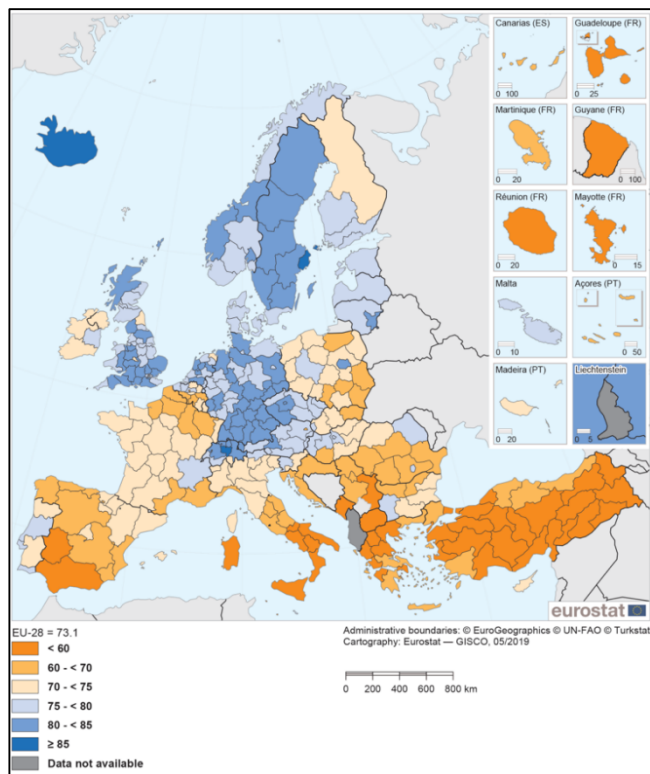 Canarias (ES)
0 100
Guadeloupe (FR)
0 25
Martinique (FR)
0 20
Guyane (FR)
0 100
Réunion (FR)
0 20
Mayotte (FR)
0 15
Malta
0 10
Açores (PT)
0 50
Madeira (PT)
0 20
Liechtenstein
0 5
eurostat
EU-28 = 73.1
< 60
60 - < 70
70 - < 75
75 - < 80
80 - < 85
≥ 85
Data not available
Administrative boundaries: © EuroGeographics © UN-FAO © Turkstat
Cartography: Eurostat — GISCO, 05/2019
0 200 400 600 800 km